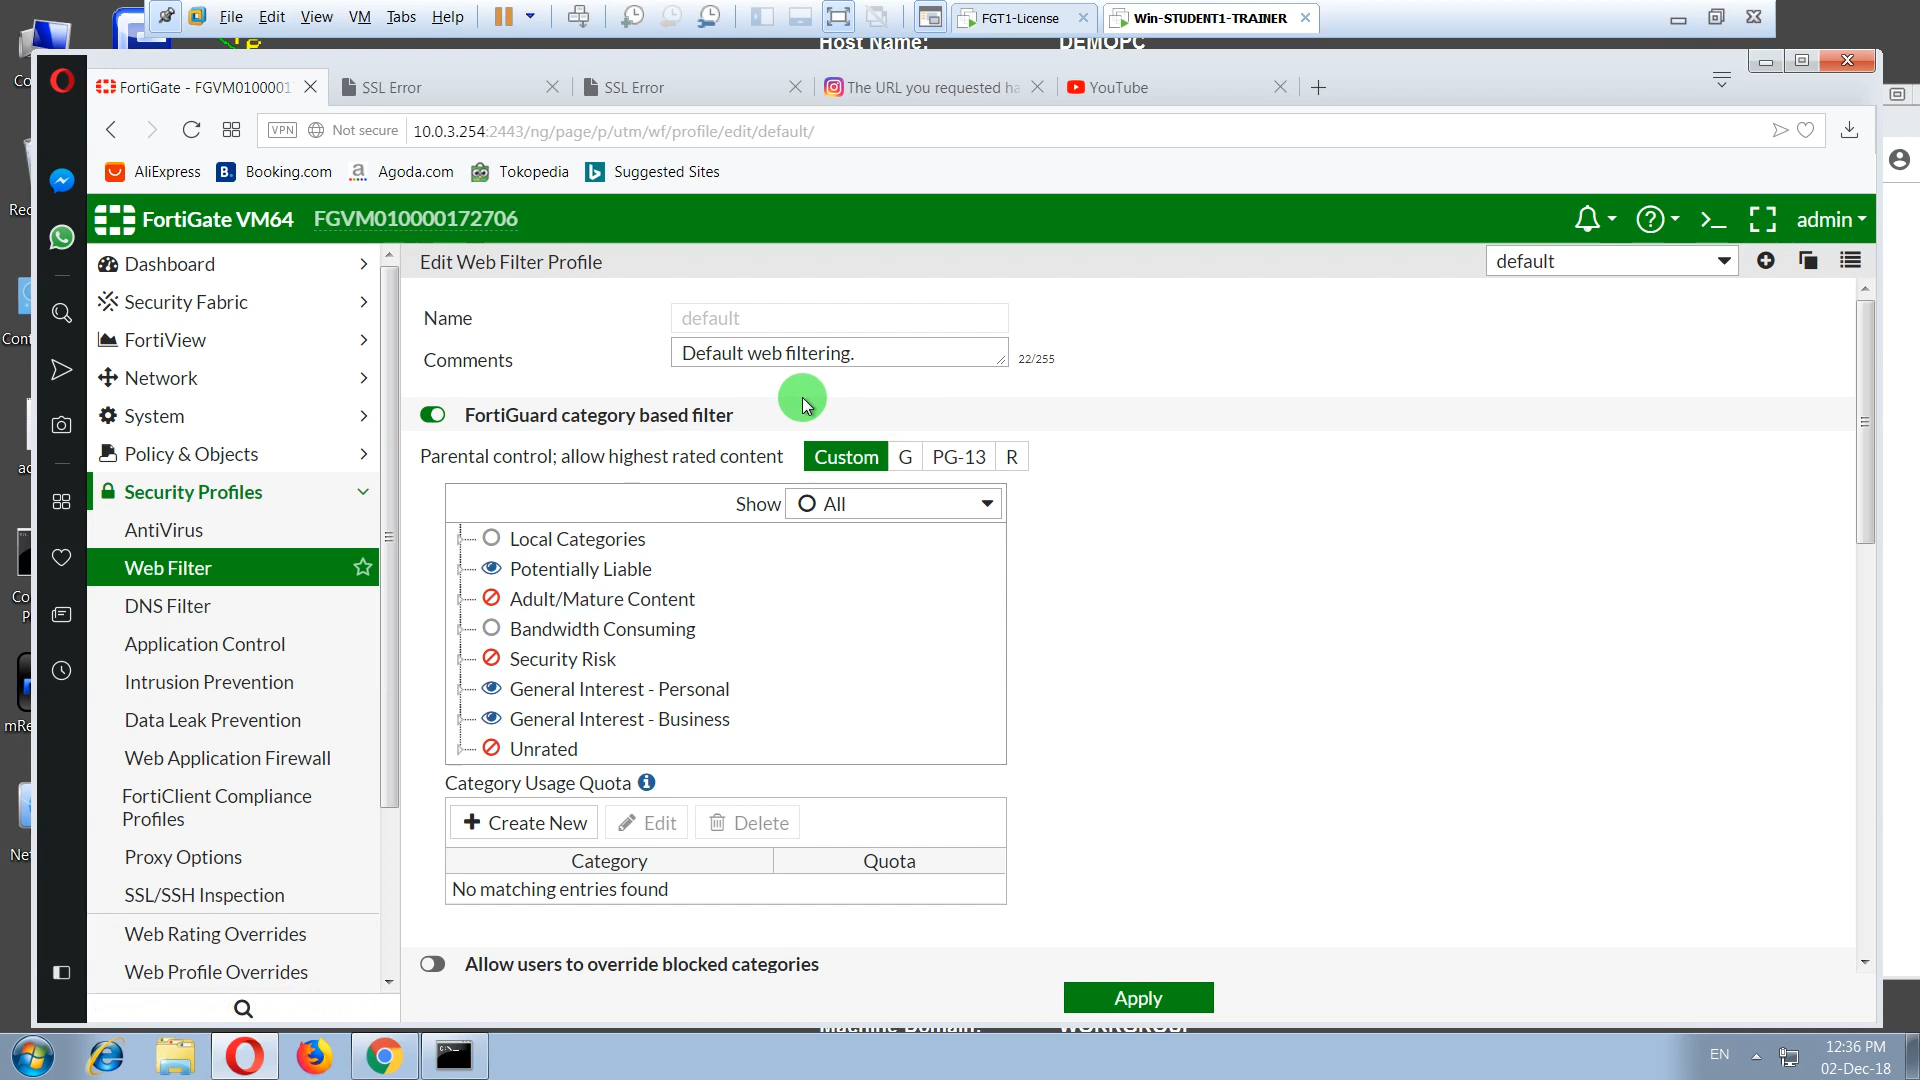 File Edit View VM Tabs Help
FGT1-License
Win-STUDENT1-TRAINER
Host Name: DEMOPC
FortiGate - FGVM0100001
SSL Error
SSL Error
The URL you requested ha
YouTube
VPN
Not secure
10.0.3.254:2443/ng/page/p/utm/wf/profile/edit/default/
AliExpress
Booking.com
Agoda.com
Tokopedia
Suggested Sites
FortiGate VM64 FGVM010000172706
admin
Dashboard
Security Fabric
FortiView
Network
System
Policy & Objects
Security Profiles
AntiVirus
Web Filter
DNS Filter
Application Control
Intrusion Prevention
Data Leak Prevention
Web Application Firewall
FortiClient Compliance
Profiles
Proxy Options
SSL/SSH Inspection
Web Rating Overrides
Web Profile Overrides
Edit Web Filter Profile
default
Name default
Comments Default web filtering. 22/255
FortiGuard category based filter
Parental control; allow highest rated content Custom G PG-13 R
Show All
Local Categories
Potentially Liable
Adult/Mature Content
Bandwidth Consuming
Security Risk
General Interest - Personal
General Interest - Business
Unrated
Category Usage Quota
Create New Edit Delete
Category Quota
No matching entries found
Allow users to override blocked categories
Apply
Machine Domain: WORKGROUP
EN
12:36 PM
02-Dec-18